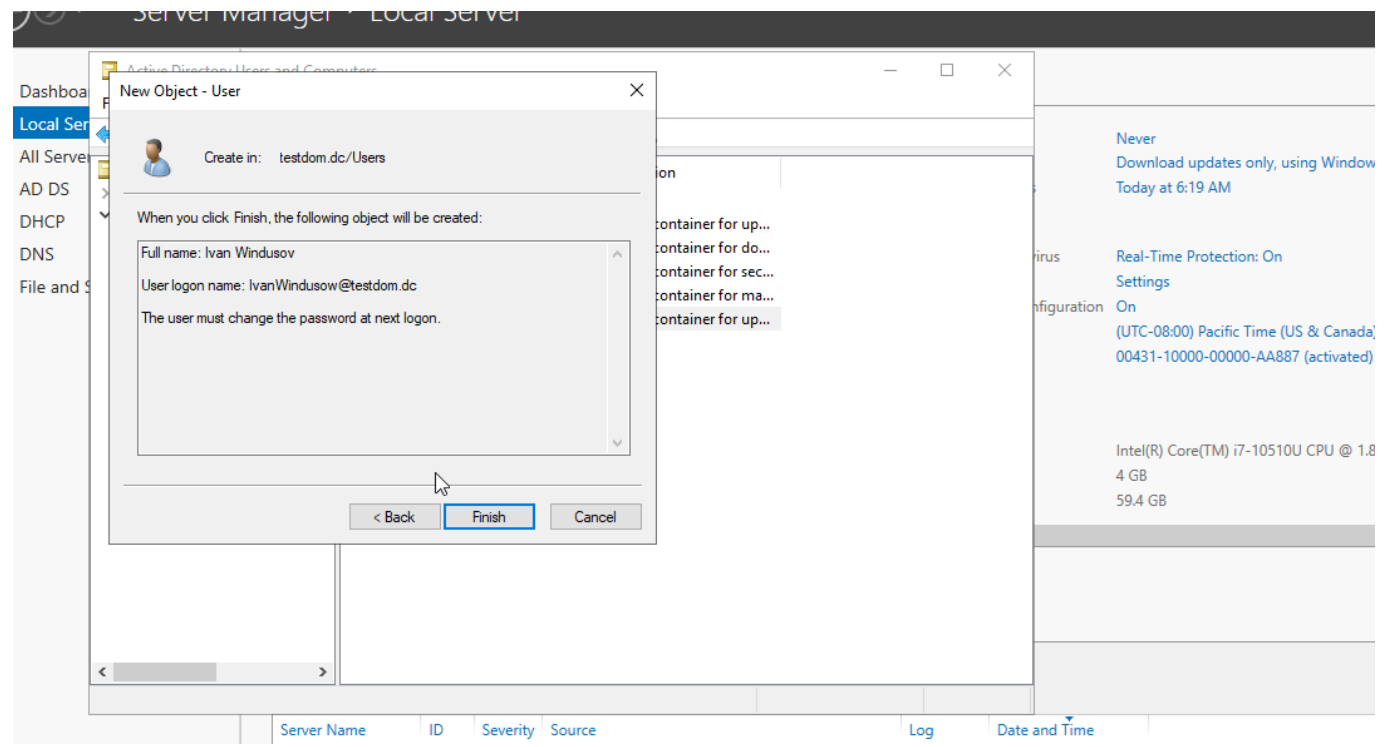 Server Manager • Local Server
Active Directory Users and Computers
New Object - User
Dashboa
Local Ser
All Server
AD DS
DHCP
DNS
File and S
F
Create in: testdom.dc/Users
When you click Finish, the following object will be created:
Full name: Ivan Windusov
User logon name: IvanWindusow@testdom.dc
The user must change the password at next logon.
< Back
Finish
Cancel
ion
container for up...
container for do...
container for sec...
container for ma...
container for up...
Never
Download updates only, using Window
Today at 6:19 AM
virus
Real-Time Protection: On
Settings
nfiguration
On
(UTC-08:00) Pacific Time (US & Canada)
00431-10000-00000-AA887 (activated)
Intel(R) Core(TM) i7-10510U CPU @ 1.8
4 GB
59.4 GB
Server Name
ID
Severity
Source
Log
Date and Time